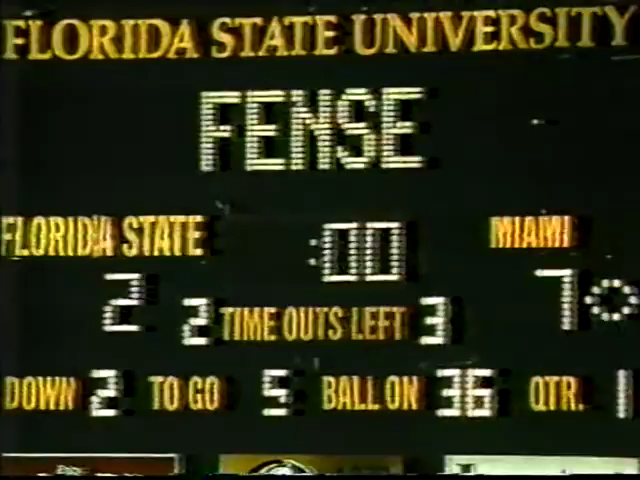 FLORIDA STATE UNIVERSITY
FENSE
FLORIDA STATE :00 MIAMI
2 7
2 TIME OUTS LEFT 3
DOWN 2 TO GO 5 BALL ON 36 QTR. 1